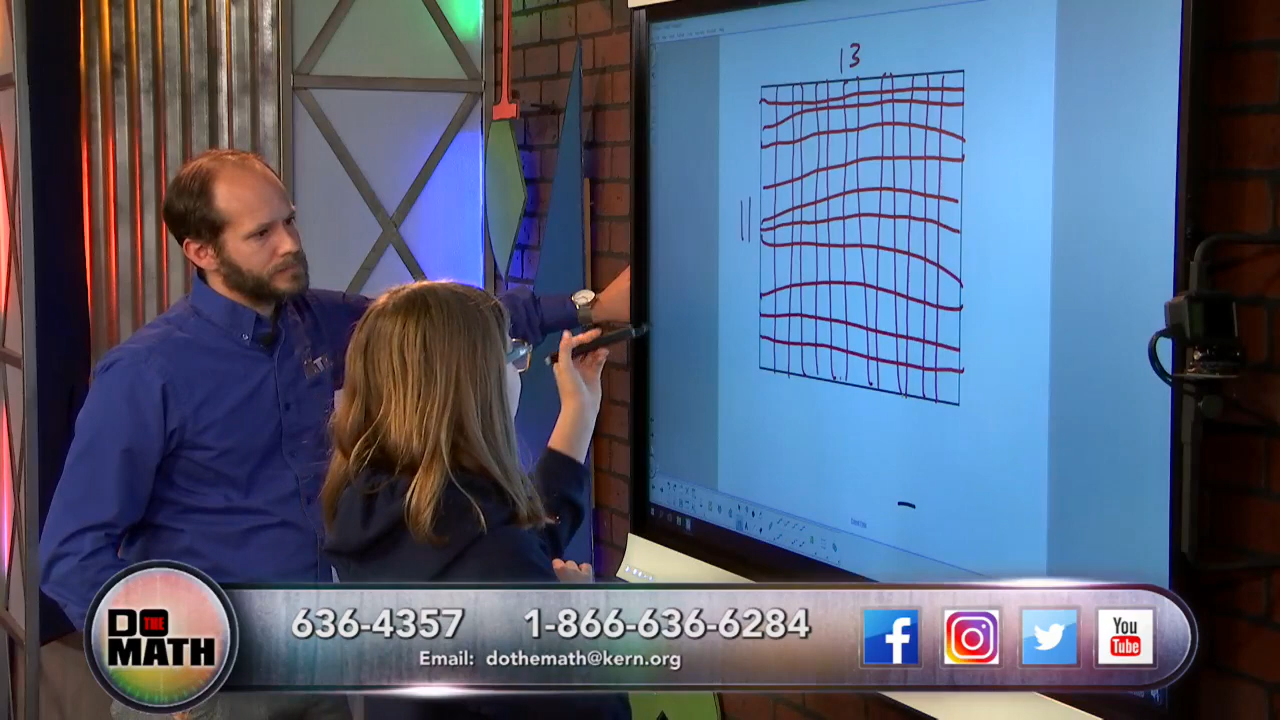 13
11
DO THE
MATH
636-4357 1-866-636-6284
Email: dothemath@kern.org
f
You
Tube